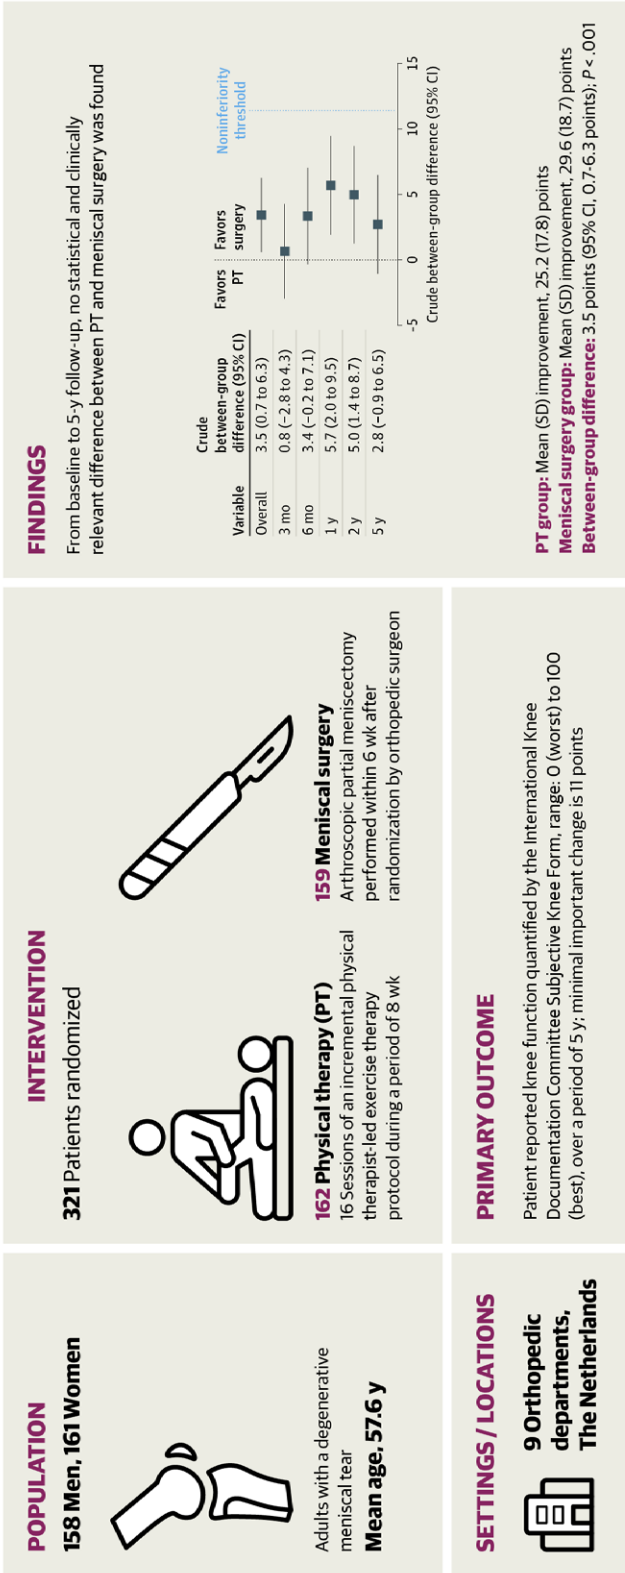 POPULATION
158 Men, 161 Women
Adults with a degenerative
meniscal tear
Mean age, 57.6 y
SETTINGS / LOCATIONS
9 Orthopedic
departments,
The Netherlands
INTERVENTION
321 Patients randomized
162 Physical therapy (PT)
16 Sessions of an incremental physical
therapist-led exercise therapy
protocol during a period of 8 wk
159 Meniscal surgery
Arthroscopic partial meniscectomy
performed within 6 wk after
randomization by orthopedic surgeon
PRIMARY OUTCOME
Patient reported knee function quantified by the International Knee
Documentation Committee Subjective Knee Form, range: 0 (worst) to 100
(best), over a period of 5 y; minimal important change is 11 points
FINDINGS
From baseline to 5-y follow-up, no statistical and clinically
relevant difference between PT and meniscal surgery was found
Variable
Crude
between-group
difference (95% CI)
Favors
PT
Favors
surgery
Noninferiority
threshold
Overall 3.5 (0.7 to 6.3)
3 mo 0.8 (−2.8 to 4.3)
6 mo 3.4 (−0.2 to 7.1)
1 y 5.7 (2.0 to 9.5)
2 y 5.0 (1.4 to 8.7)
5 y 2.8 (−0.9 to 6.5)
-5 0 5 10 15
Crude between-group difference (95% CI)
PT group: Mean (SD) improvement, 25.2 (17.8) points
Meniscal surgery group: Mean (SD) improvement, 29.6 (18.7) points
Between-group difference: 3.5 points (95% CI, 0.7-6.3 points); P < .001